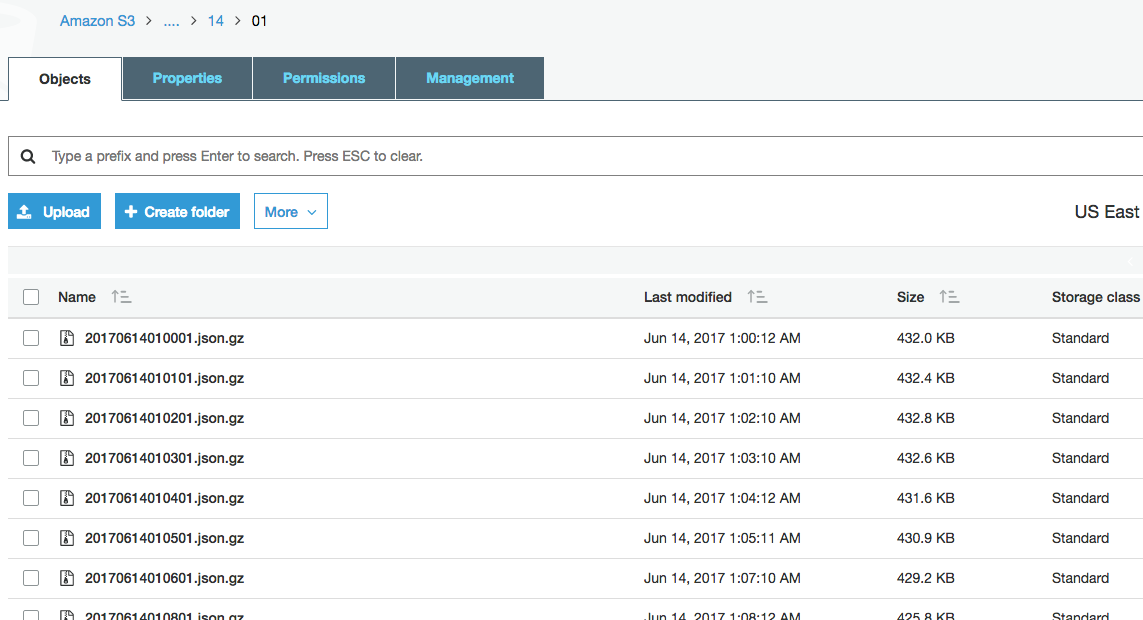 Amazon S3 > .... > 14 > 01
Objects Properties Permissions Management
Type a prefix and press Enter to search. Press ESC to clear.
Upload Create folder More US East
Name Last modified Size Storage class
20170614010001.json.gz Jun 14, 2017 1:00:12 AM 432.0 KB Standard
20170614010101.json.gz Jun 14, 2017 1:01:10 AM 432.4 KB Standard
20170614010201.json.gz Jun 14, 2017 1:02:10 AM 432.8 KB Standard
20170614010301.json.gz Jun 14, 2017 1:03:10 AM 432.6 KB Standard
20170614010401.json.gz Jun 14, 2017 1:04:12 AM 431.6 KB Standard
20170614010501.json.gz Jun 14, 2017 1:05:11 AM 430.9 KB Standard
20170614010601.json.gz Jun 14, 2017 1:07:10 AM 429.2 KB Standard
20170614010801.json.gz Jun 14, 2017 1:08:12 AM 425.8 KB Standard